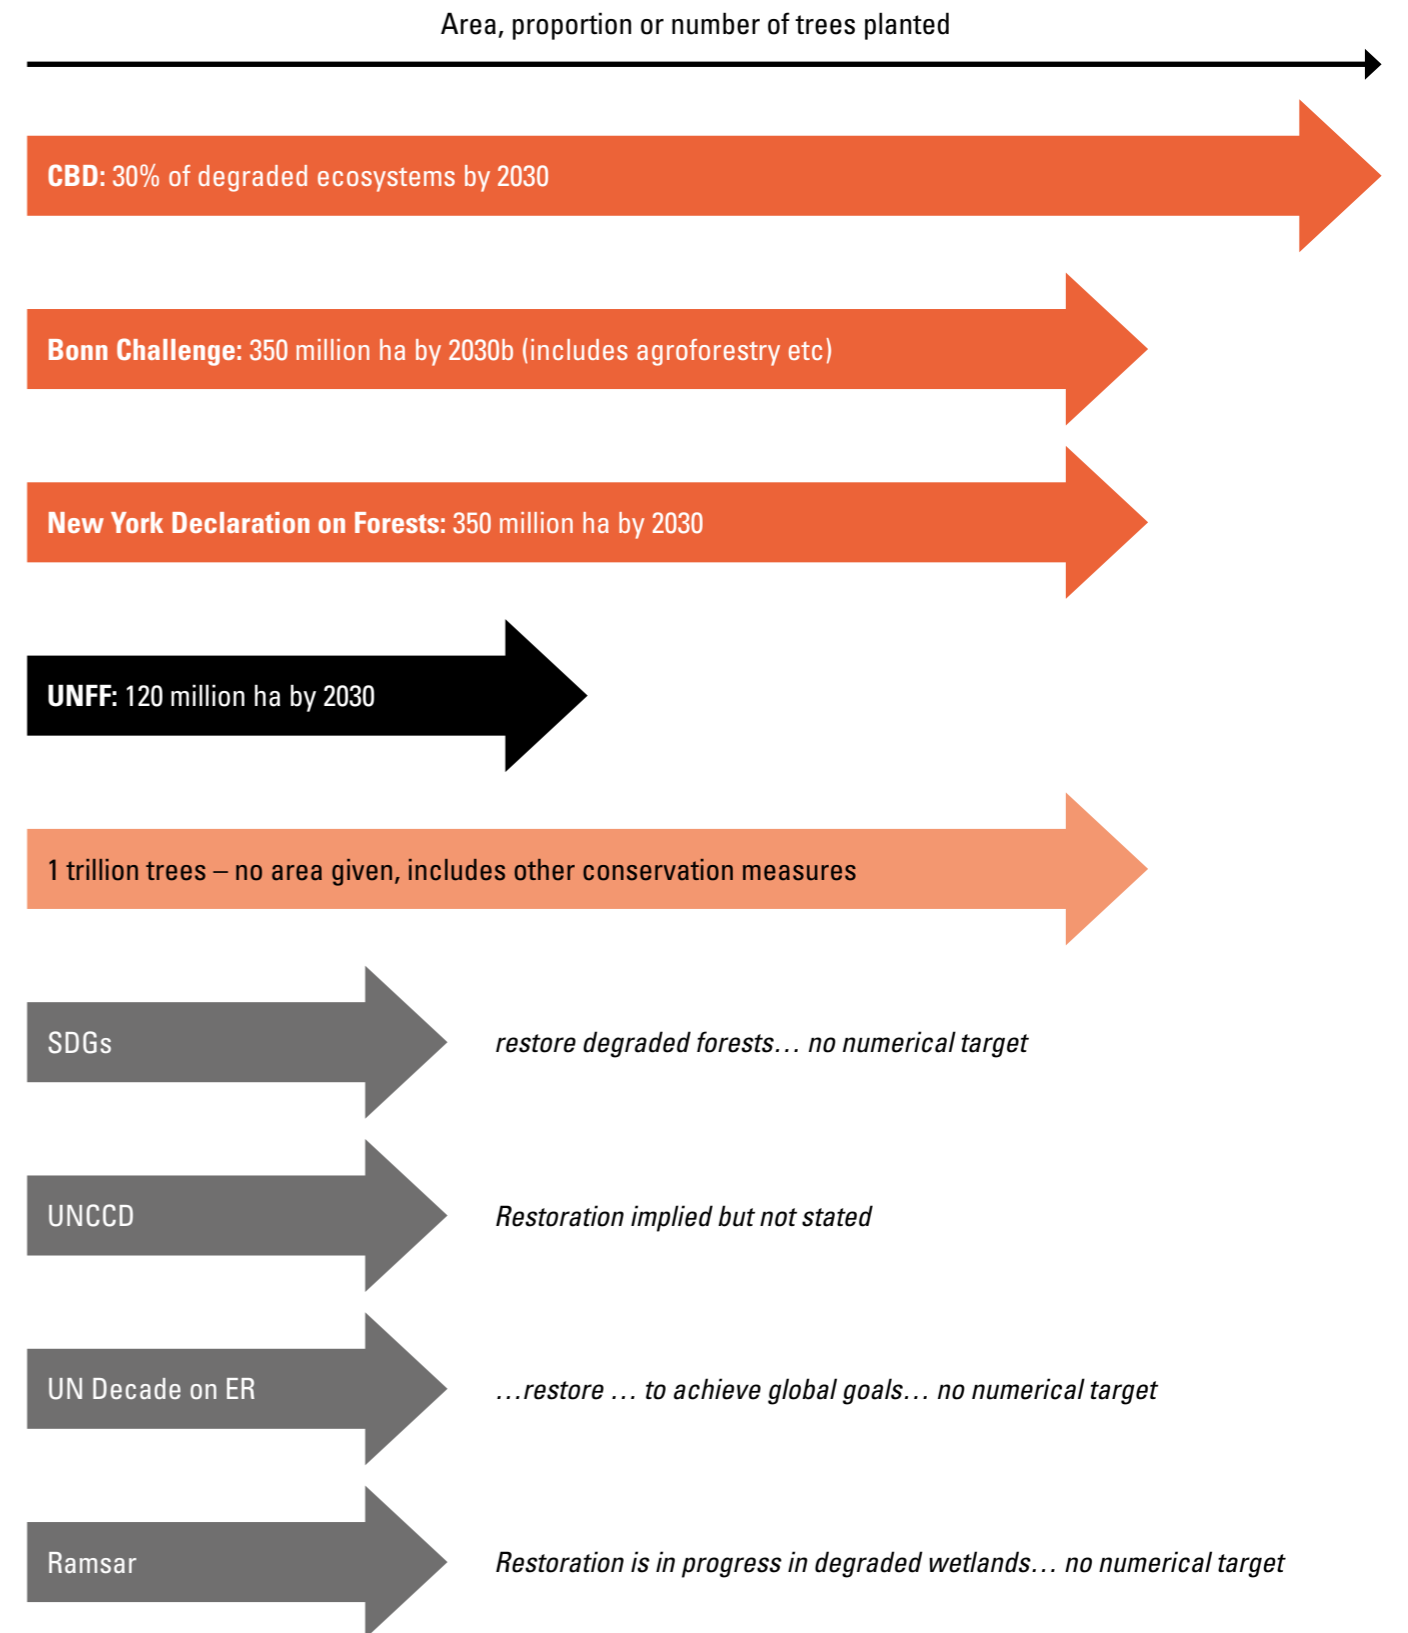 Area, proportion or number of trees planted
CBD: 30% of degraded ecosystems by 2030
Bonn Challenge: 350 million ha by 2030b (includes agroforestry etc)
New York Declaration on Forests: 350 million ha by 2030
UNFF: 120 million ha by 2030
1 trillion trees – no area given, includes other conservation measures
SDGs restore degraded forests… no numerical target
UNCCD Restoration implied but not stated
UN Decade on ER …restore … to achieve global goals… no numerical target
Ramsar Restoration is in progress in degraded wetlands… no numerical target